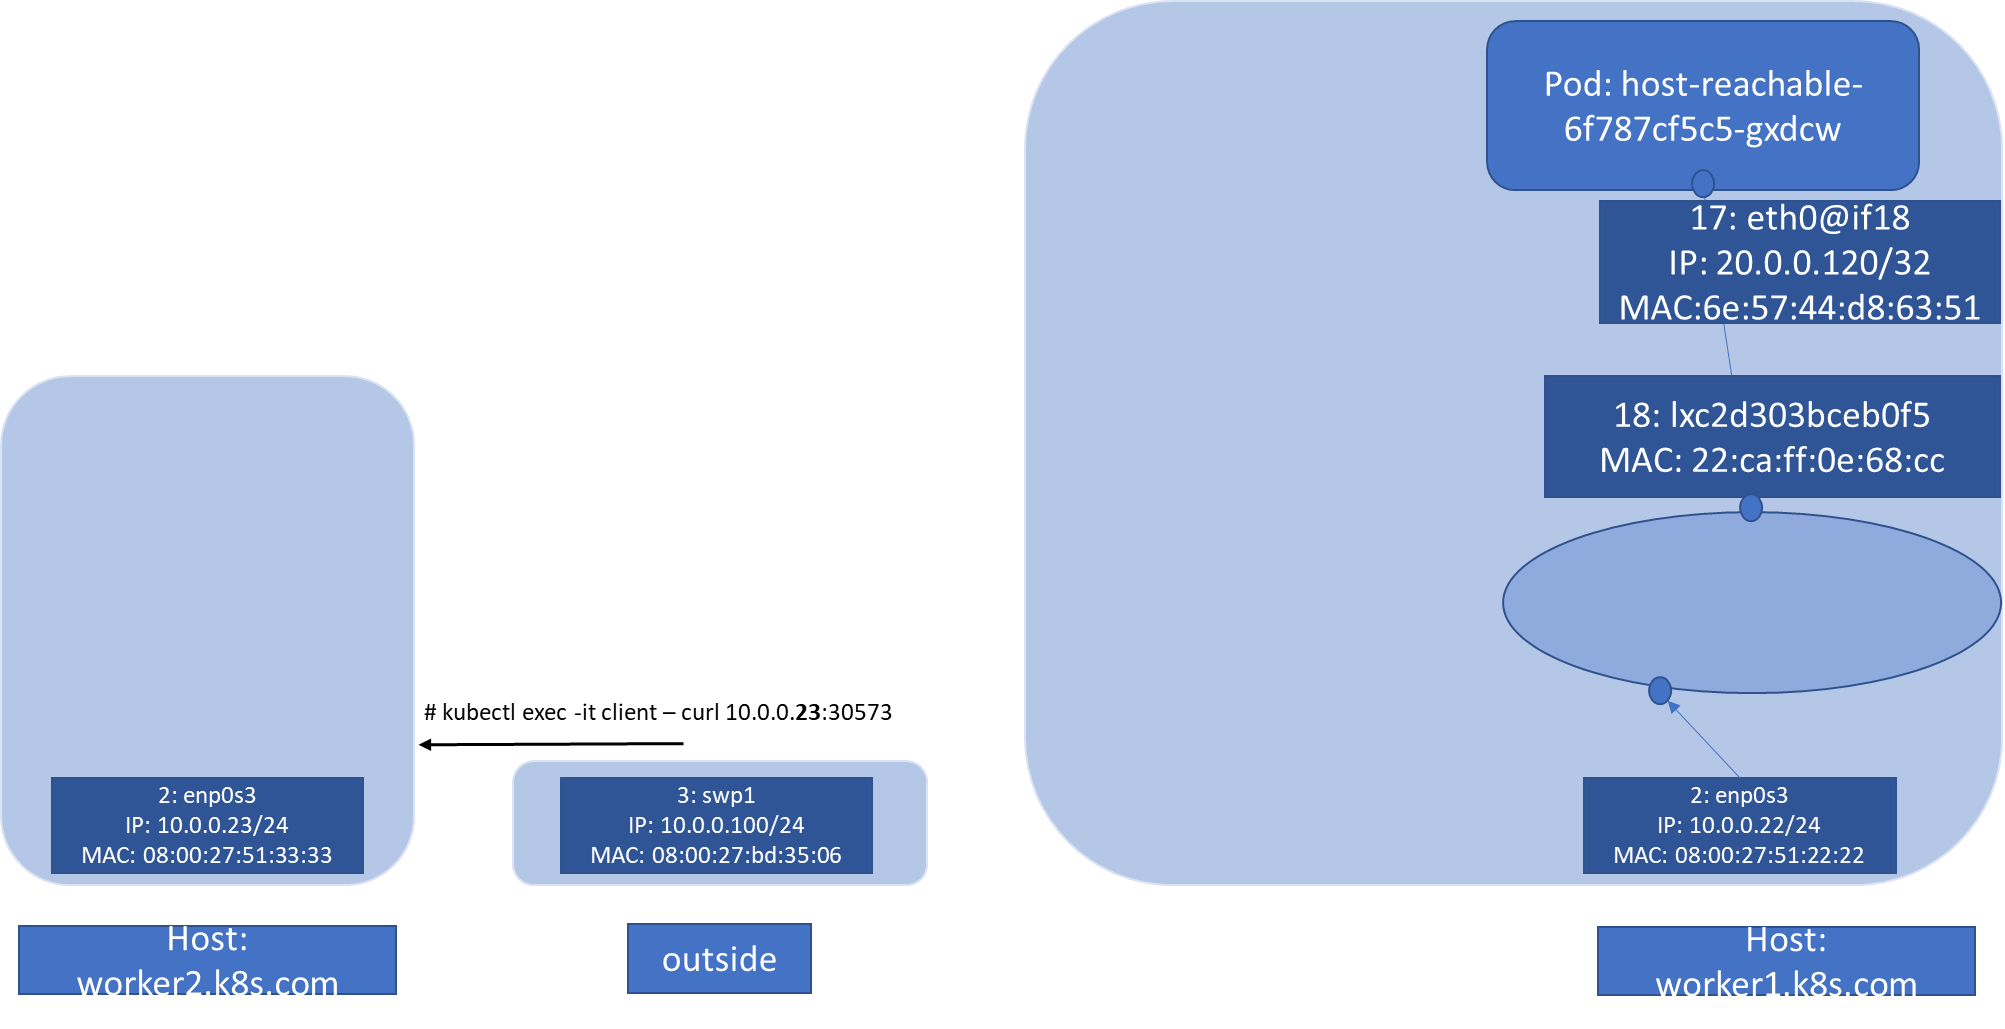 Pod: host-reachable-
6f787cf5c5-gxdcw
17: eth0@if18
IP: 20.0.0.120/32
MAC:6e:57:44:d8:63:51
18: lxc2d303bceb0f5
MAC: 22:ca:ff:0e:68:cc
# kubectl exec -it client – curl 10.0.0.23:30573
2: enp0s3
IP: 10.0.0.23/24
MAC: 08:00:27:51:33:33
3: swp1
IP: 10.0.0.100/24
MAC: 08:00:27:bd:35:06
2: enp0s3
IP: 10.0.0.22/24
MAC: 08:00:27:51:22:22
Host:
worker2.k8s.com
outside
Host:
worker1.k8s.com